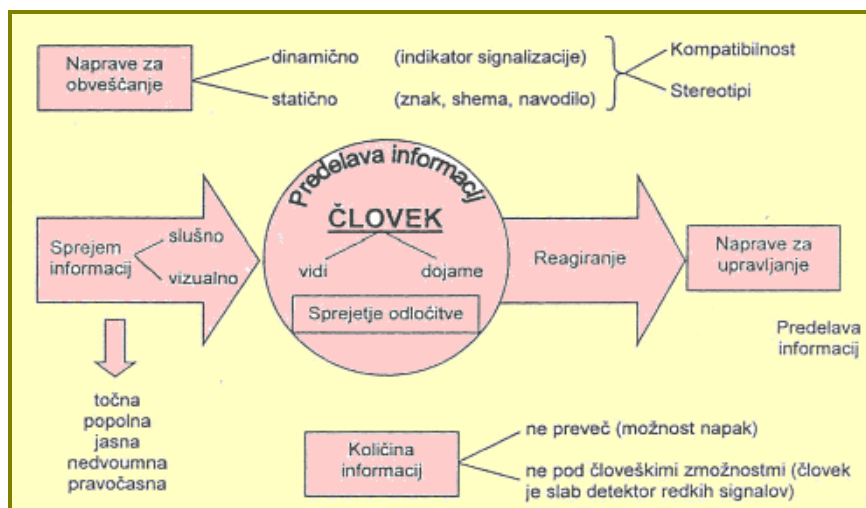 Naprave za
obveščanje
dinamično (indikator signalizacije)
statično (znak, shema, navodilo)
Kompatibilnost
Stereotipi
Sprejem
informacij
slušno
vizualno
Predelava informacij
ČLOVEK
vidi dojame
Sprejetje odločitve
Reagiranje
Naprave za
upravljanje
Predelava
informacij
točna
popolna
jasna
nedvoumna
pravočasna
Količina
informacij
ne preveč (možnost napak)
ne pod človeškimi zmožnostmi (človek
je slab detektor redkih signalov)